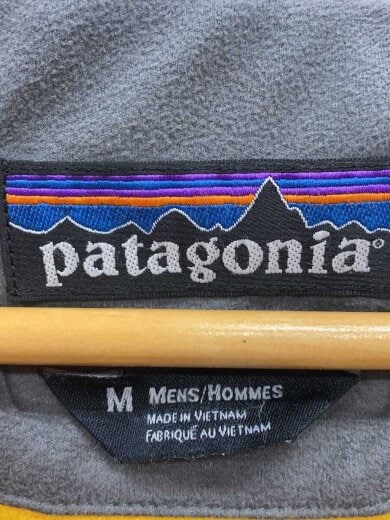 patagonia®
M MENS/HOMMES
MADE IN VIETNAM
FABRIQUÉ AU VIETNAM